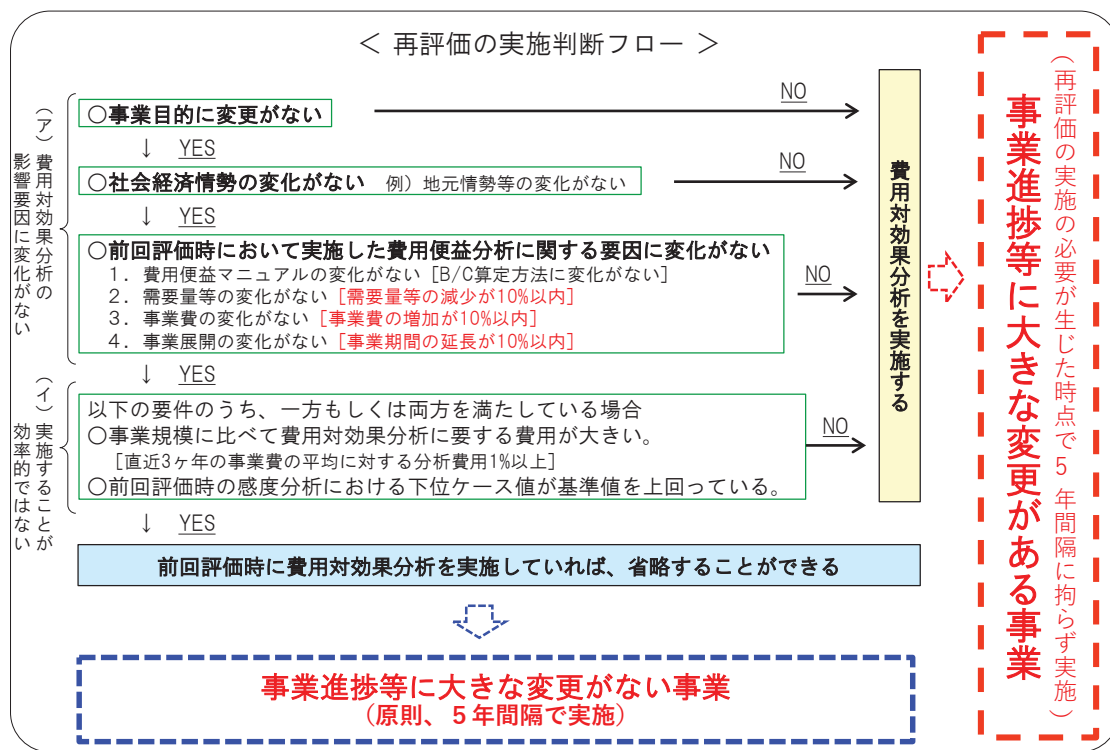 ＜ 再評価の実施判断フロー ＞
(ア)費用対効果分析の
影響要因に変化がない
○事業目的に変更がない
NO
↓ YES
○社会経済情勢の変化がない 例）地元情勢等の変化がない
NO
↓ YES
○前回評価時において実施した費用便益分析に関する要因に変化がない
1．費用便益マニュアルの変化がない [B/C算定方法に変化がない]
2．需要量等の変化がない [需要量等の減少が10%以内]
3．事業費の変化がない [事業費の増加が10%以内]
4．事業展開の変化がない [事業期間の延長が10%以内]
NO
↓ YES
(イ)実施することが
効率的ではない
以下の要件のうち、一方もしくは両方を満たしている場合
○事業規模に比べて費用対効果分析に要する費用が大きい。
[直近3ヶ年の事業費の平均に対する分析費用1%以上]
○前回評価時の感度分析における下位ケース値が基準値を上回っている。
NO
↓ YES
前回評価時に費用対効果分析を実施していれば、省略することができる
事業進捗等に大きな変更がない事業
(原則、５年間隔で実施)
費用対効果分析を実施する
(再評価の実施の必要が生じた時点で5年間隔に拘らず実施)
事業進捗等に大きな変更がある事業